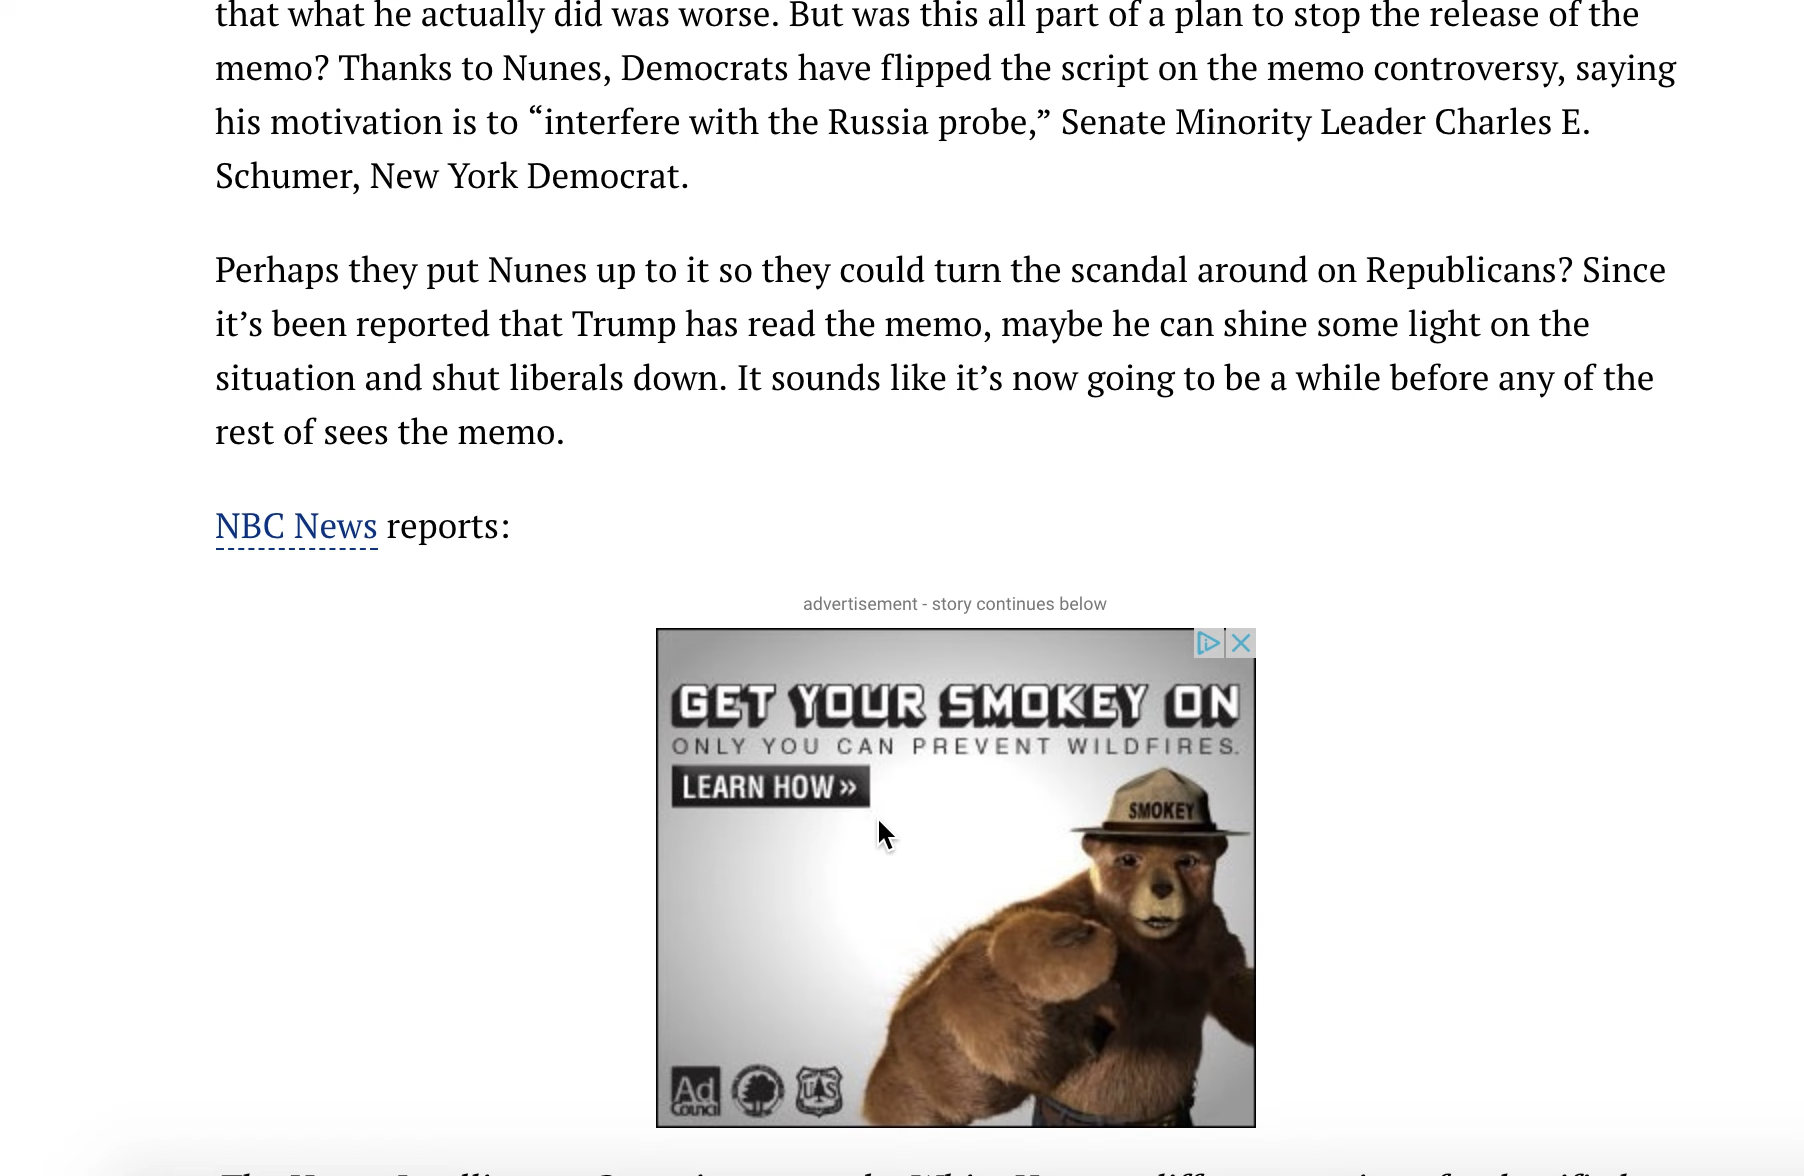 that what he actually did was worse. But was this all part of a plan to stop the release of the
memo? Thanks to Nunes, Democrats have flipped the script on the memo controversy, saying
his motivation is to “interfere with the Russia probe,” Senate Minority Leader Charles E.
Schumer, New York Democrat.
Perhaps they put Nunes up to it so they could turn the scandal around on Republicans? Since
it’s been reported that Trump has read the memo, maybe he can shine some light on the
situation and shut liberals down. It sounds like it’s now going to be a while before any of the
rest of sees the memo.
NBC News reports:
advertisement - story continues below
GET YOUR SMOKEY ON
ONLY YOU CAN PREVENT WILDFIRES.
LEARN HOW »
SMOKEY
Ad
Council
U S